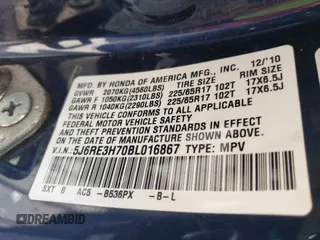 MFD. BY HONDA OF AMERICA MFG., INC. 12/'10
GVWR 2070KG(4560LBS) TIRE SIZE RIM SIZE
GAWR F 1050KG(2310LBS) 225/65R17 102T 17X6.5J
GAWR R 1040KG(2290LBS) 225/65R17 102T 17X6.5J
THIS VEHICLE CONFORMS TO ALL APPLICABLE
FEDERAL MOTOR VEHICLE SAFETY AND
THEFT PREVENTION STANDARDS IN EFFECT ON
THE DATE OF MANUFACTURE SHOWN ABOVE.
V.I.N. 5J6RE3H70BL016867 TYPE: MPV
SXT B AC5 -B536PX -B-L
DREAMBID